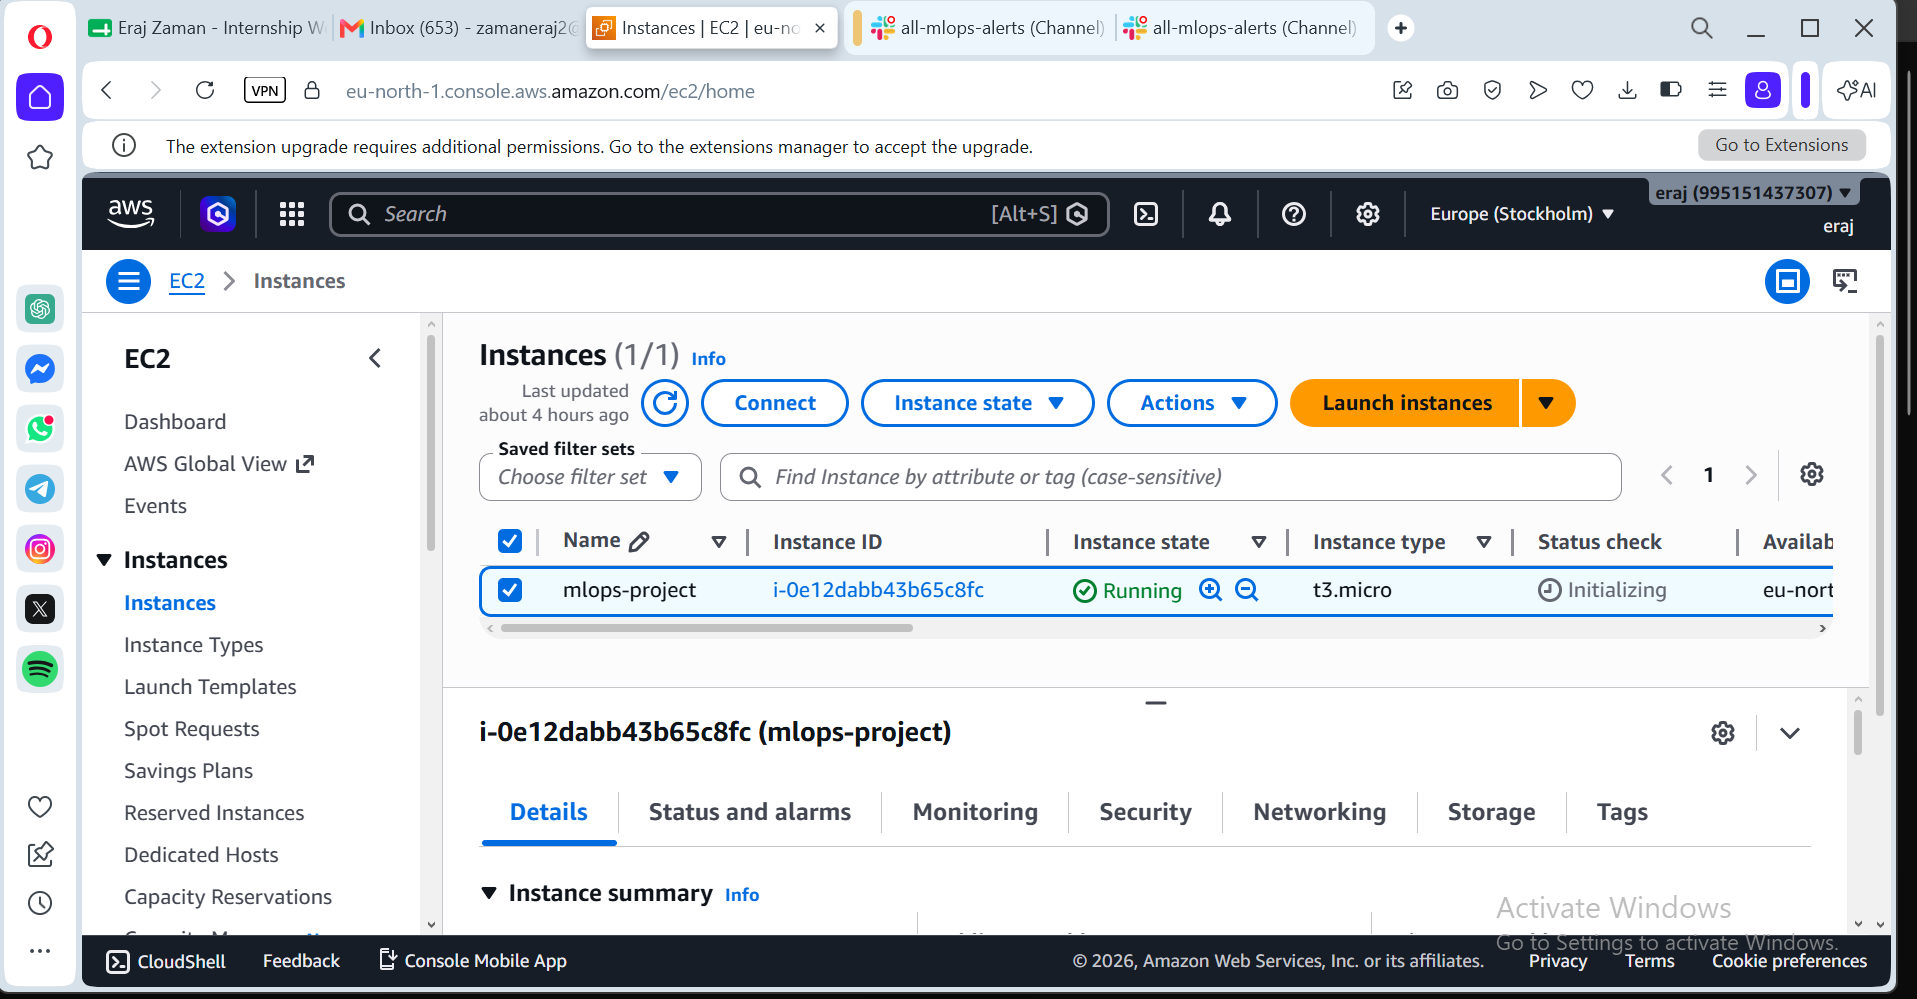 Eraj Zaman - Internship W
Inbox (653) - zamaneraj2@
Instances | EC2 | eu-no
all-mlops-alerts (Channel)
all-mlops-alerts (Channel)
VPN
eu-north-1.console.aws.amazon.com/ec2/home
AI
The extension upgrade requires additional permissions. Go to the extensions manager to accept the upgrade.
Go to Extensions
aws
Search
[Alt+S]
Europe (Stockholm)
eraj (995151437307)
eraj
EC2
Instances
EC2
Dashboard
AWS Global View
Events
Instances
Instances
Instance Types
Launch Templates
Spot Requests
Savings Plans
Reserved Instances
Dedicated Hosts
Capacity Reservations
Instances (1/1) Info
Last updated
about 4 hours ago
Connect
Instance state
Actions
Launch instances
Saved filter sets
Choose filter set
Find Instance by attribute or tag (case-sensitive)
1
Name
Instance ID
Instance state
Instance type
Status check
Availab
mlops-project
i-0e12dabb43b65c8fc
Running
t3.micro
Initializing
eu-nort
i-0e12dabb43b65c8fc (mlops-project)
Details
Status and alarms
Monitoring
Security
Networking
Storage
Tags
Instance summary Info
Activate Windows
Go to Settings to activate Windows.
CloudShell
Feedback
Console Mobile App
© 2026, Amazon Web Services, Inc. or its affiliates.
Privacy
Terms
Cookie preferences